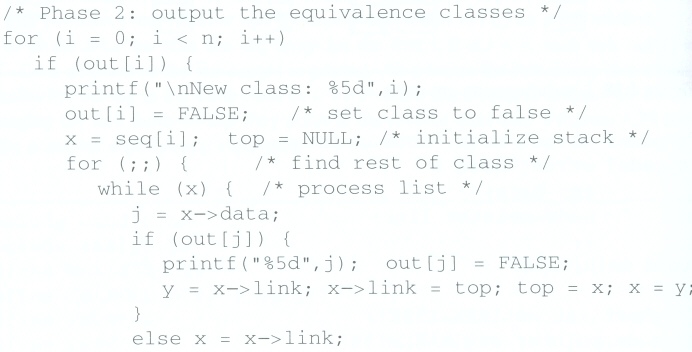 /* Phase 2: output the equivalence classes */
for (i = 0; i < n; i++)
   if (out[i]) {
      printf("\nNew class: %5d",i);
      out[i] = FALSE;    /* set class to false */
      x = seq[i];  top = NULL; /* initialize stack */
      for (;;) {      /* find rest of class */
         while (x) {  /* process list */
            j = x->data;
            if (out[j]) {
               printf("%5d",j);  out[j] = FALSE;
               y = x->link; x->link = top; top = x; x = y;
            }
            else x = x->link;